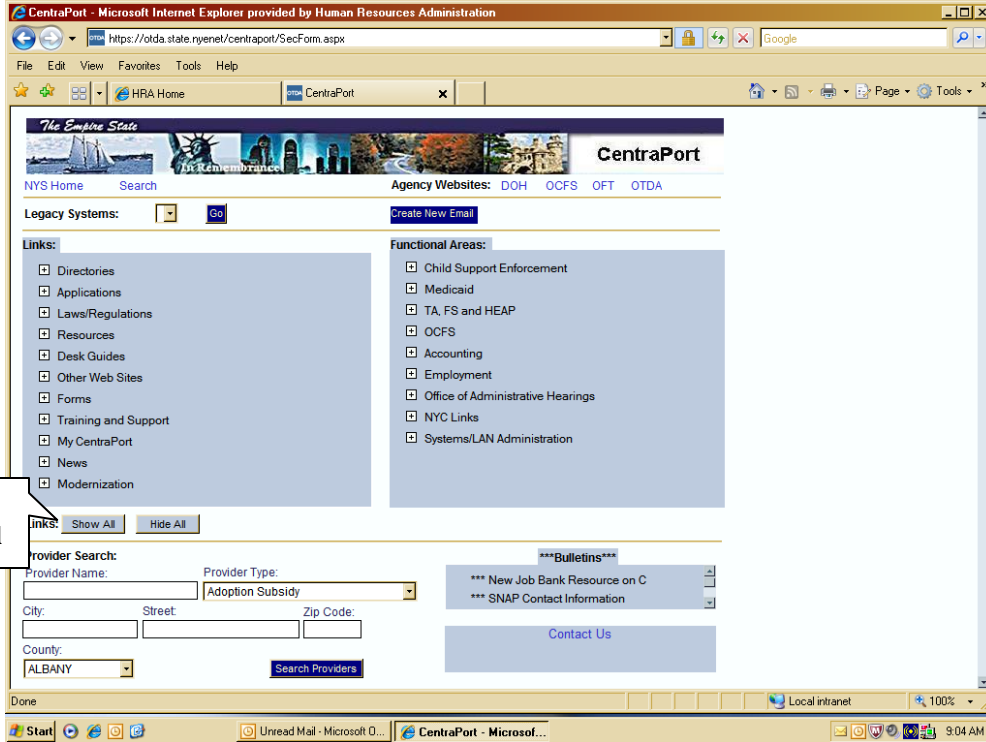 CentraPort - Microsoft Internet Explorer provided by Human Resources Administration
https://otda.state.nyenet/centraport/SecForm.aspx
Google
File Edit View Favorites Tools Help
HRA Home
CentraPort
Page Tools
The Empire State
In Remembrance
CentraPort
NYS Home Search
Agency Websites: DOH OCFS OFT OTDA
Legacy Systems: Go
Create New Email
Links:
Directories
Applications
Laws/Regulations
Resources
Desk Guides
Other Web Sites
Forms
Training and Support
My CentraPort
News
Modernization
Functional Areas:
Child Support Enforcement
Medicaid
TA, FS and HEAP
OCFS
Accounting
Employment
Office of Administrative Hearings
NYC Links
Systems/LAN Administration
Links: Show All Hide All
Provider Search:
Provider Name: Provider Type:
Adoption Subsidy
City: Street: Zip Code:
County:
ALBANY
Search Providers
***Bulletins***
*** New Job Bank Resource on C
*** SNAP Contact Information
Contact Us
Done
Local intranet
100%
Start
Unread Mail - Microsoft O...
CentraPort - Microsof...
9:04 AM